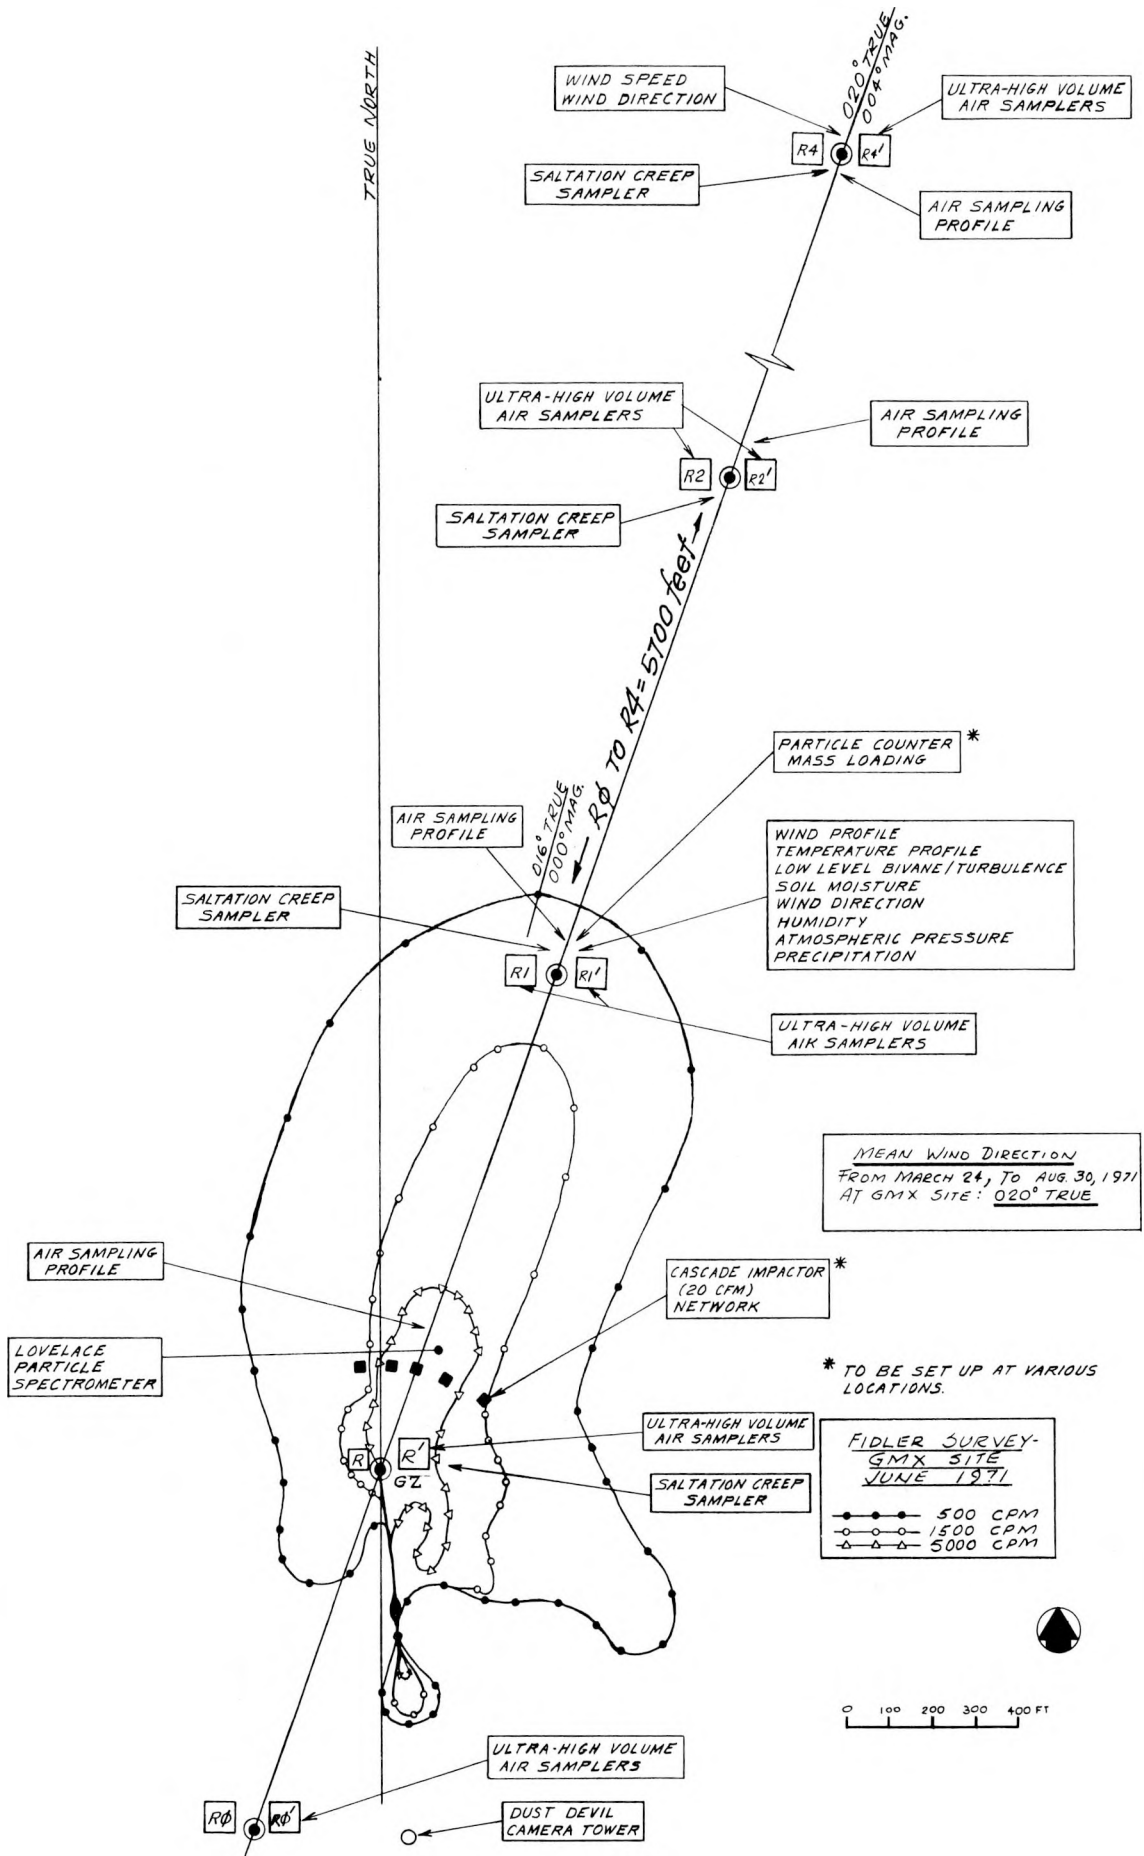 TRUE NORTH
020° TRUE
004° MAG.
WIND SPEED
WIND DIRECTION
ULTRA-HIGH VOLUME
AIR SAMPLERS
R4
R4'
SALTATION CREEP
SAMPLER
AIR SAMPLING
PROFILE
ULTRA-HIGH VOLUME
AIR SAMPLERS
AIR SAMPLING
PROFILE
R2
R2'
SALTATION CREEP
SAMPLER
RØ TO R4=5700 feet
PARTICLE COUNTER *
MASS LOADING
016° TRUE
000° MAG.
AIR SAMPLING
PROFILE
WIND PROFILE
TEMPERATURE PROFILE
LOW LEVEL BIVANE/TURBULENCE
SOIL MOISTURE
WIND DIRECTION
HUMIDITY
ATMOSPHERIC PRESSURE
PRECIPITATION
SALTATION CREEP
SAMPLER
R1
R1'
ULTRA-HIGH VOLUME
AIK SAMPLERS
MEAN WIND DIRECTION
FROM MARCH 24, TO AUG. 30, 1971
AT GMX SITE: 020° TRUE
AIR SAMPLING
PROFILE
CASCADE IMPACTOR *
(20 CFM)
NETWORK
LOVELACE
PARTICLE
SPECTROMETER
* TO BE SET UP AT VARIOUS
LOCATIONS.
ULTRA-HIGH VOLUME
AIR SAMPLERS
R
R'
GZ
SALTATION CREEP
SAMPLER
FIDLER SURVEY-
GMX SITE
JUNE 1971
500 CPM
1500 CPM
5000 CPM
0 100 200 300 400 FT
ULTRA-HIGH VOLUME
AIR SAMPLERS
RØ
RØ'
DUST DEVIL
CAMERA TOWER